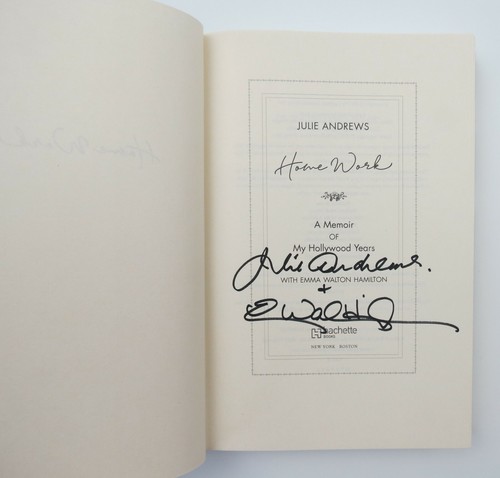 JULIE ANDREWS
Home Work
A Memoir
OF
My Hollywood Years
Julie Andrews.
WITH EMMA WALTON HAMILTON
+
hachette
BOOKS
NEW YORK BOSTON